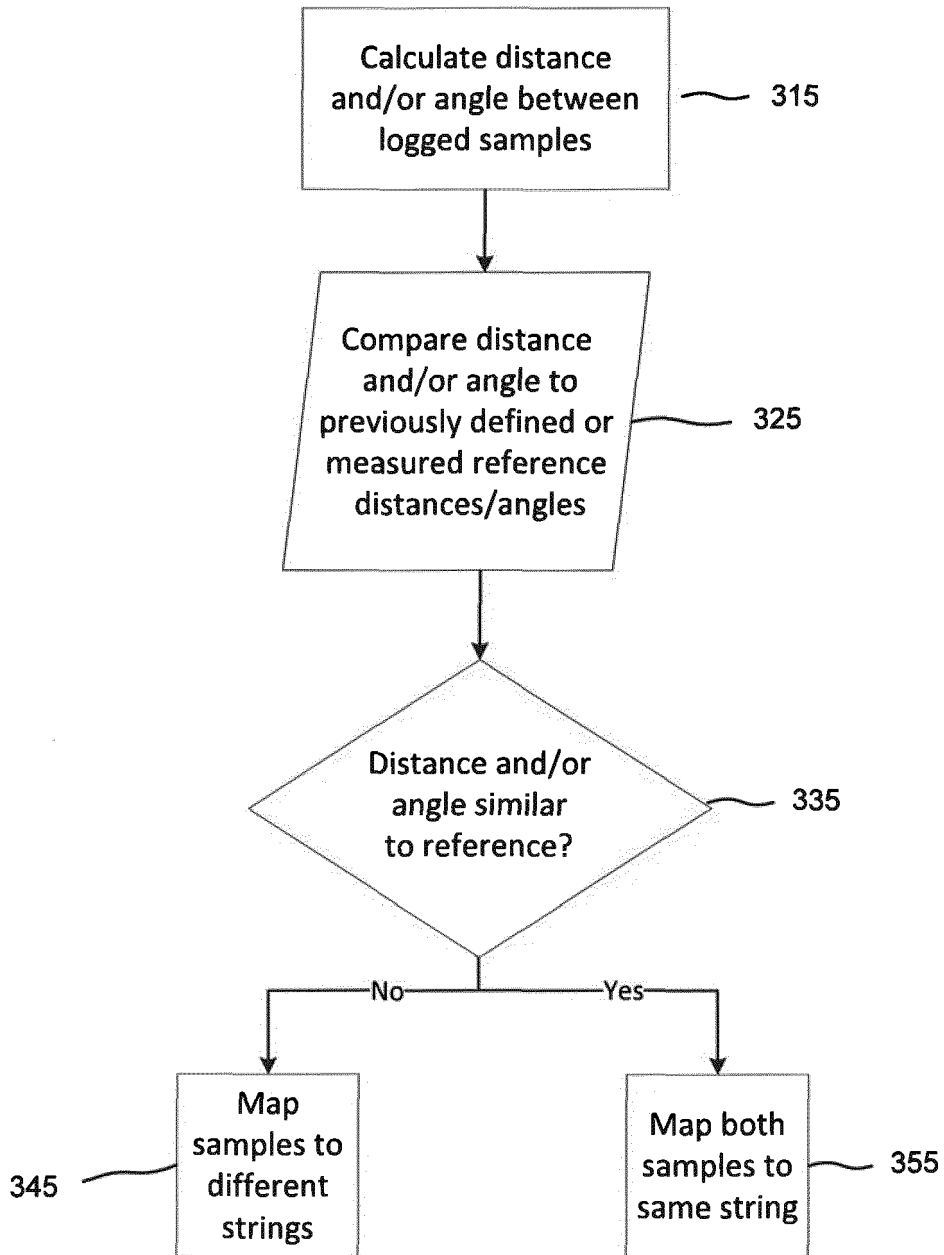 Calculate distance
and/or angle between
logged samples
315
Compare distance
and/or angle to
previously defined or
measured reference
distances/angles
325
Distance and/or
angle similar
to reference?
335
No
Yes
Map
samples to
different
strings
345
Map both
samples to
same string
355